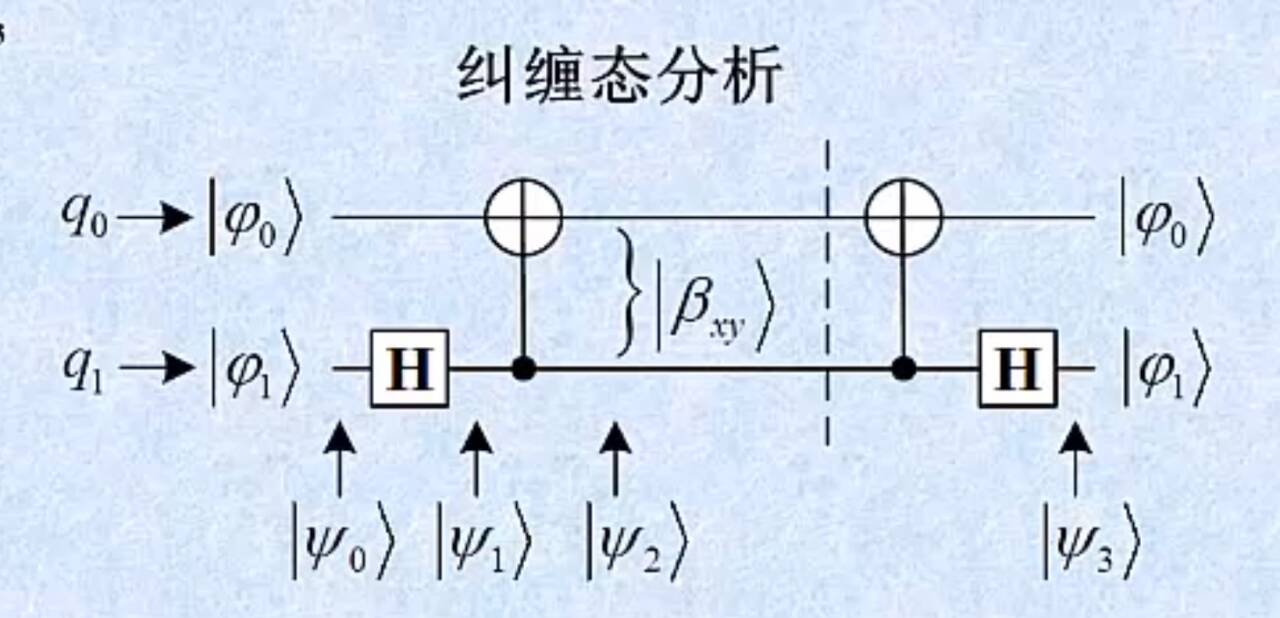 纠缠态分析
q₀ |φ₀⟩ |φ₀⟩
|β_xy⟩
q₁ |φ₁⟩ H H |φ₁⟩
|ψ₀⟩ |ψ₁⟩ |ψ₂⟩ |ψ₃⟩